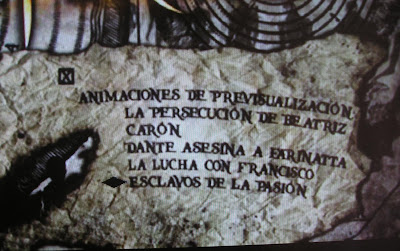 ANIMACIONES DE PREVISUALIZACIÓN:
LA PERSECUCIÓN DE BEATRIZ
CARÓN
DANTE ASESINA A FARINATTA
LA LUCHA CON FRANCISCO
ESCLAVOS DE LA PASIÓN